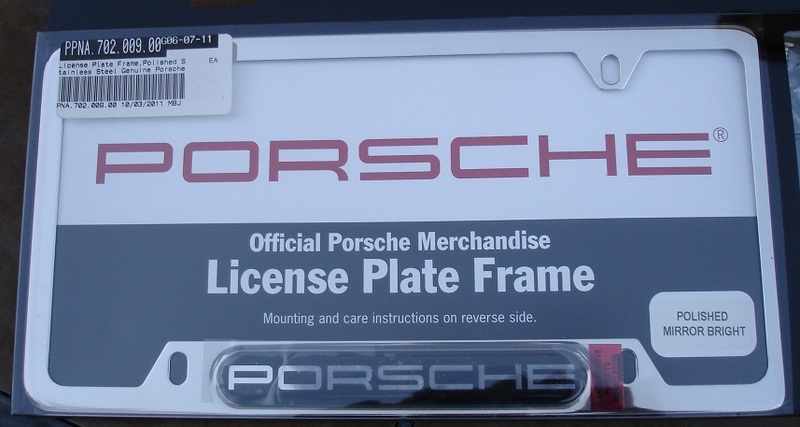 PPNA.702.009.00 G06-07-11
License Plate Frame,Polished S EA
tainless Steel Genuine Porsche
PNA.702.009.00 10/03/2011 MBJ
PORSCHE®
Official Porsche Merchandise
License Plate Frame
Mounting and care instructions on reverse side.
POLISHED
MIRROR BRIGHT
PORSCHE